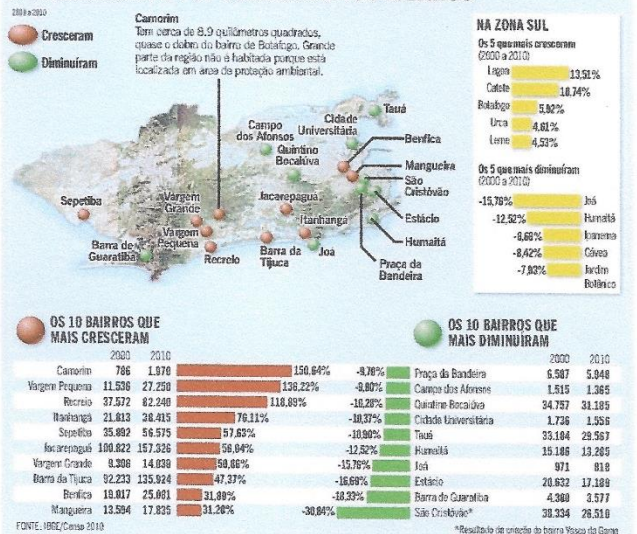 2000 a 2010
Cresceram
Diminuíram
Camorim
Tem cerca de 8.9 quilômetros quadrados,
quase o dobro do bairro de Botafogo. Grande
parte da região não é habitada porque está
localizada em área de proteção ambiental.
NA ZONA SUL
Os 5 que mais cresceram
(2000 a 2010)
Lagoa 13,51%
Catete 10,74%
Botafogo 5,92%
Urca 4,61%
Leme 4,53%
Os 5 que mais diminuíram
(2000 a 2010)
-15,76% Joá
-12,52% Humaitá
-8,68% Ipanema
-8,42% Gávea
-7,93% Jardim
Botânico
Tauá
Cidade
Universitária
Campo
dos Afonsos
Quintino
Bocaiúva
Benfica
Mangueira
São
Cristóvão
Estácio
Humaitá
Praça da
Bandeira
Sepetiba
Vargem
Grande
Vargem
Pequena
Jacarepaguá
Itanhangá
Barra de
Guaratiba
Recreio
Barra da
Tijuca
Joá
OS 10 BAIRROS QUE
MAIS CRESCERAM
2000 2010
Camorim 786 1.970 150,64%
Vargem Pequena 11.536 27.250 136,22%
Recreio 37.572 82.240 118,89%
Itanhangá 21.813 38.415 76,11%
Sepetiba 35.892 56.575 57,63%
Jacarepaguá 100.822 157.326 56,04%
Vargem Grande 9.306 14.039 50,86%
Barra da Tijuca 92.233 135.924 47,37%
Benfica 19.017 25.081 31,89%
Mangueira 13.594 17.835 31,20%
FONTE: IBGE/Censo 2010
OS 10 BAIRROS QUE
MAIS DIMINUÍRAM
2000 2010
-9,78% Praça da Bandeira
-9,90% Campo dos Afonsos 1.515 1.365
-10,28% Quintino Bocaiúva 34.757 31.185
-10,37% Cidade Universitária 1.736 1.556
-10,90% Tauá 33.184 29.567
-12,52% Humaitá 15.186 13.285
-15,76% Joá 971 818
-16,69% Estácio 20.632 17.189
-18,33% Barra de Guaratiba 4.380 3.577
-30,84% São Cristóvão* 38.334 26.510
*Resultado da criação do bairro Vasco da Gama